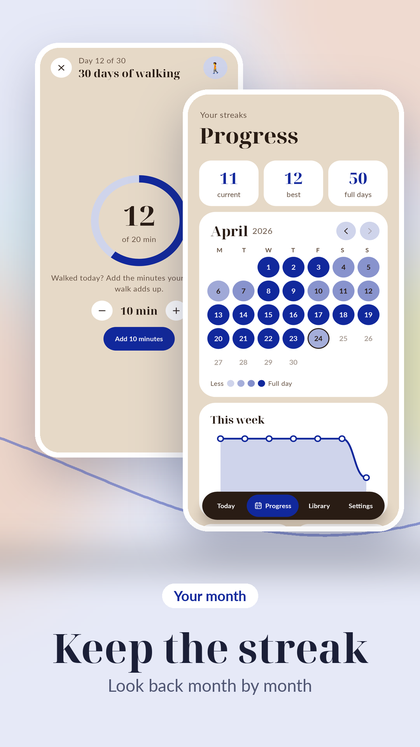 Day 12 of 30
30 days of walking
12
of 20 min
Walked today? Add the minutes your
walk adds up.
10 min
Add 10 minutes
Your streaks
Progress
11
current
12
best
50
full days
April 2026
M T W T F S S
1 2 3 4 5
6 7 8 9 10 11 12
13 14 15 16 17 18 19
20 21 22 23 24 25 26
27 28 29 30
Less
Full day
This week
Today
Progress
Library
Settings
Your month
Keep the streak
Look back month by month